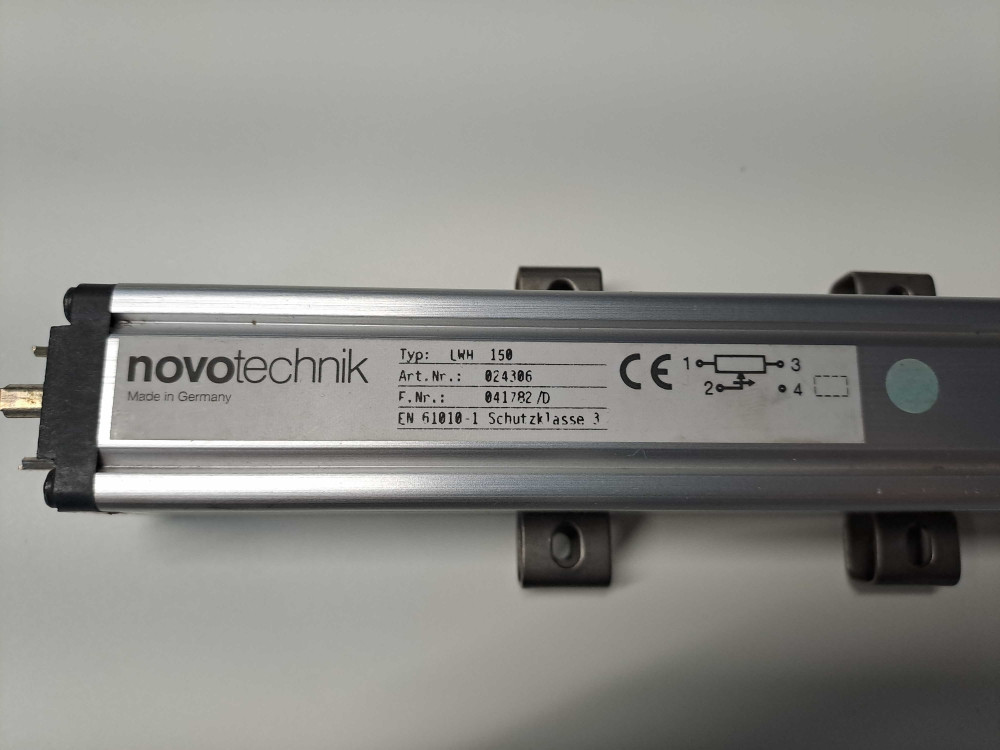 novotechnik
Made in Germany
Typ: LWH 150
Art.Nr.: 024306
F.Nr.: 041782/D
EN 61010-1 Schutzklasse 3
CE
1 3
2 4